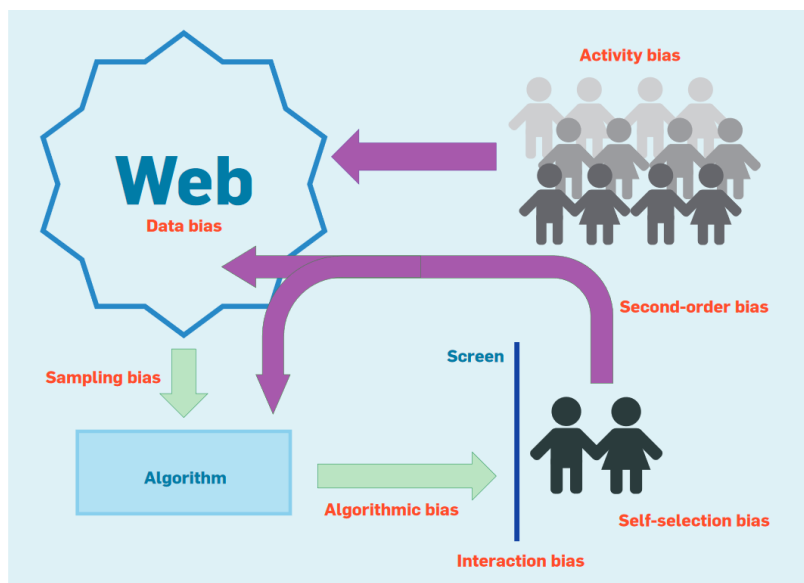 Activity bias
Web
Data bias
Second-order bias
Screen
Sampling bias
Algorithm
Algorithmic bias
Self-selection bias
Interaction bias